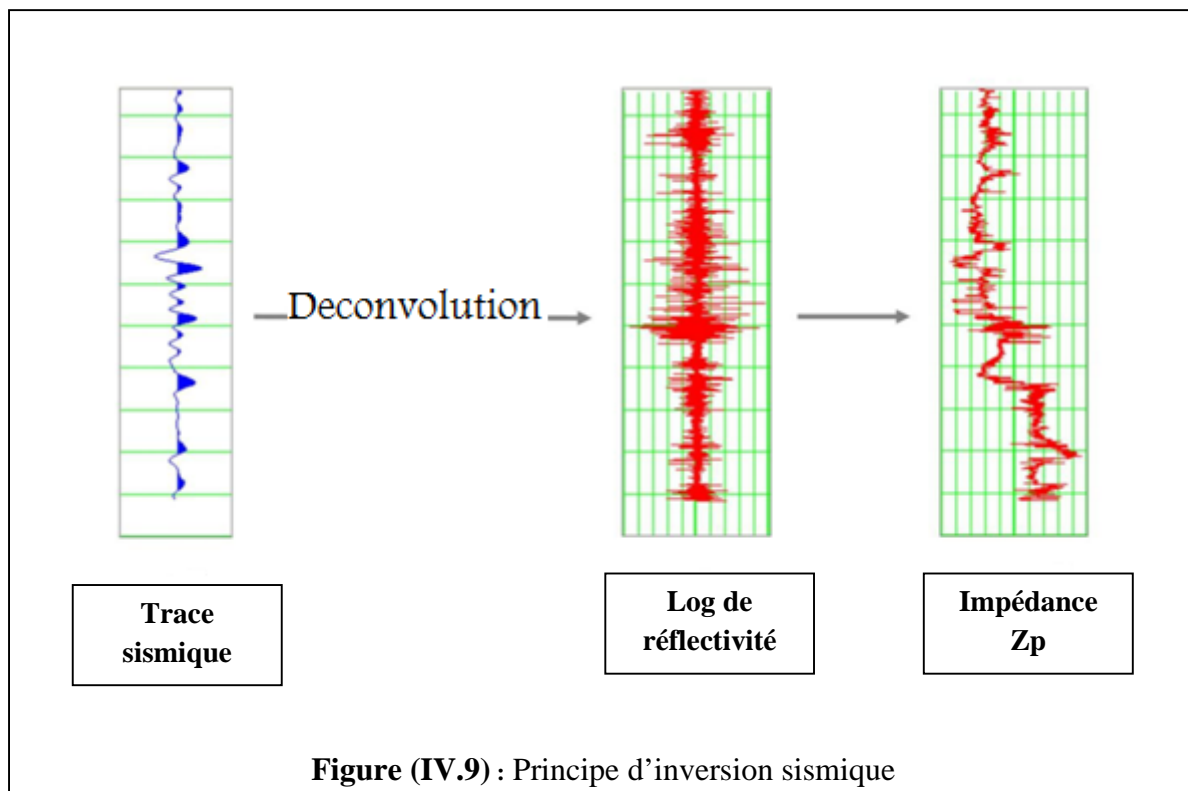 Deconvolution
Trace
sismique
Log de
réflectivité
Impédance
Zp
Figure (IV.9) : Principe d’inversion sismique